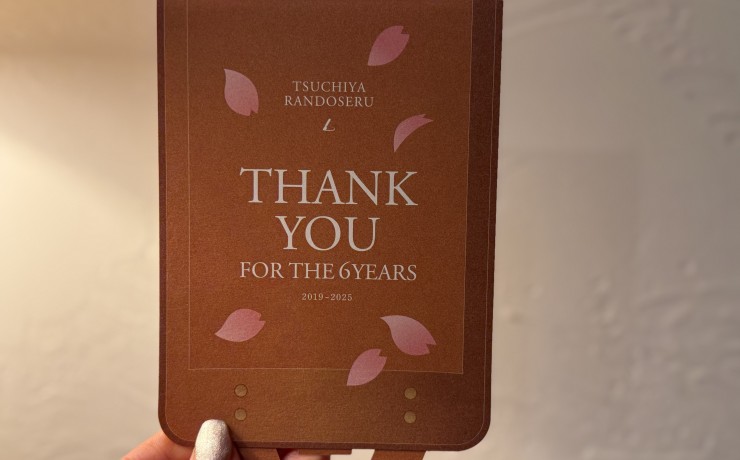 TSUCHIYA
RANDOSERU
THANK
YOU
FOR THE 6YEARS
2019-2025